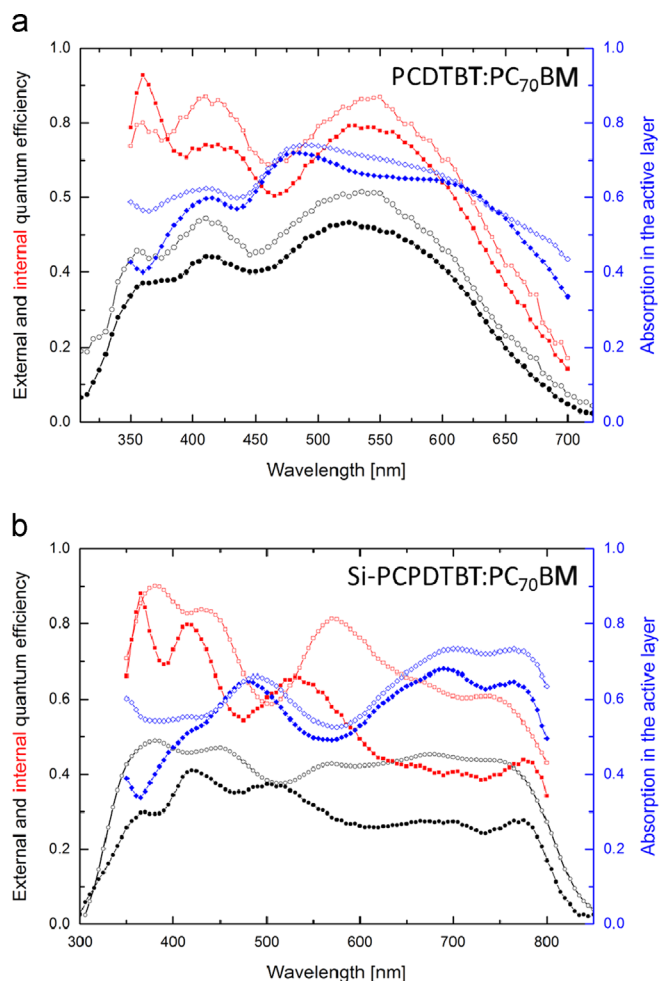 a
1.0
0.8
0.5
0.4
0.2
0.0
External and internal quantum efficiency
PCDTBT:PC70BM
1.0
0.8
0.6
0.4
0.2
0.0
Absorption in the active layer
350 400 450 500 550 600 650 700
Wavelength [nm]
b
1.0
0.8
0.6
0.4
0.2
0.0
External and internal quantum efficiency
Si-PCPDTBT:PC70BM
1.0
0.8
0.6
0.4
0.2
0.0
Absorption in the active layer
300 400 500 600 700 800
Wavelength [nm]